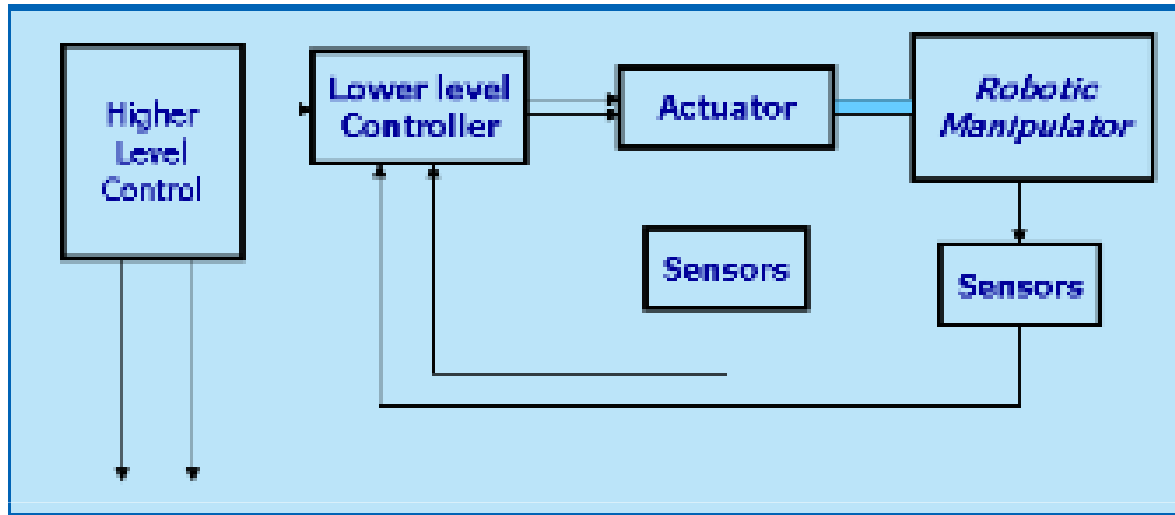 Higher
Level
Control
Lower level
Controller
Actuator
Robotic
Manipulator
Sensors
Sensors